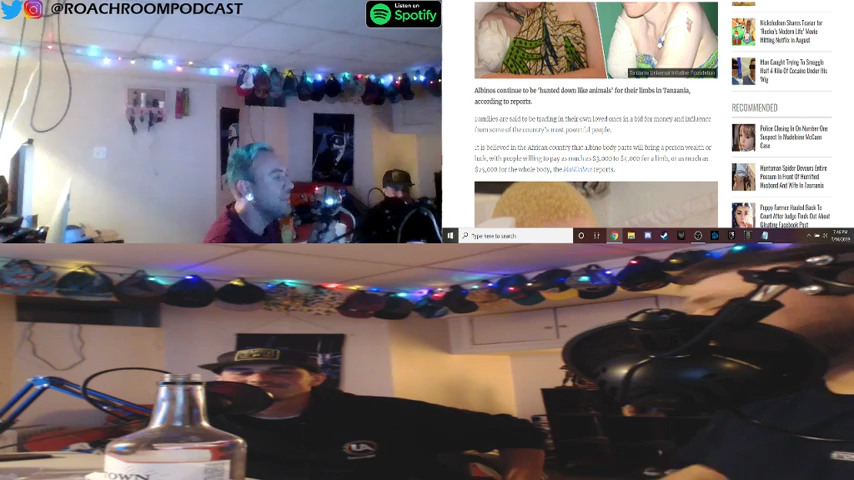 @ROACHROOMPODCAST
Listen on
Spotify
Tanzania Universal Initiative Foundation
Albinos continue to be 'hunted down like animals' for their limbs in Tanzania,
according to reports.
Families are said to be trading in their own loved ones in a bid for money and influence
from some of the country's most powerful people.
It is believed in the African country that albino body parts will bring a person wealth or
luck, with people willing to pay as much as $3,000 to $4,000 for a limb, or as much as
$75,000 for the whole body, the MailOnline reports.
Nickelodeon Shares Teaser for
'Rocko's Modern Life' Movie
Hitting Netflix In August
Man Caught Trying To Smuggle
Half A Kilo Of Cocaine Under His
Wig
RECOMMENDED
Police Closing In On Number One
Suspect In Madeleine McCann
Case
Huntsman Spider Devours Entire
Possum In Front Of Horrified
Husband And Wife In Tasmania
Puppy Farmer Hauled Back To
Court After Judge Finds Out About
Gloating Facebook Post
Type here to search
OWN